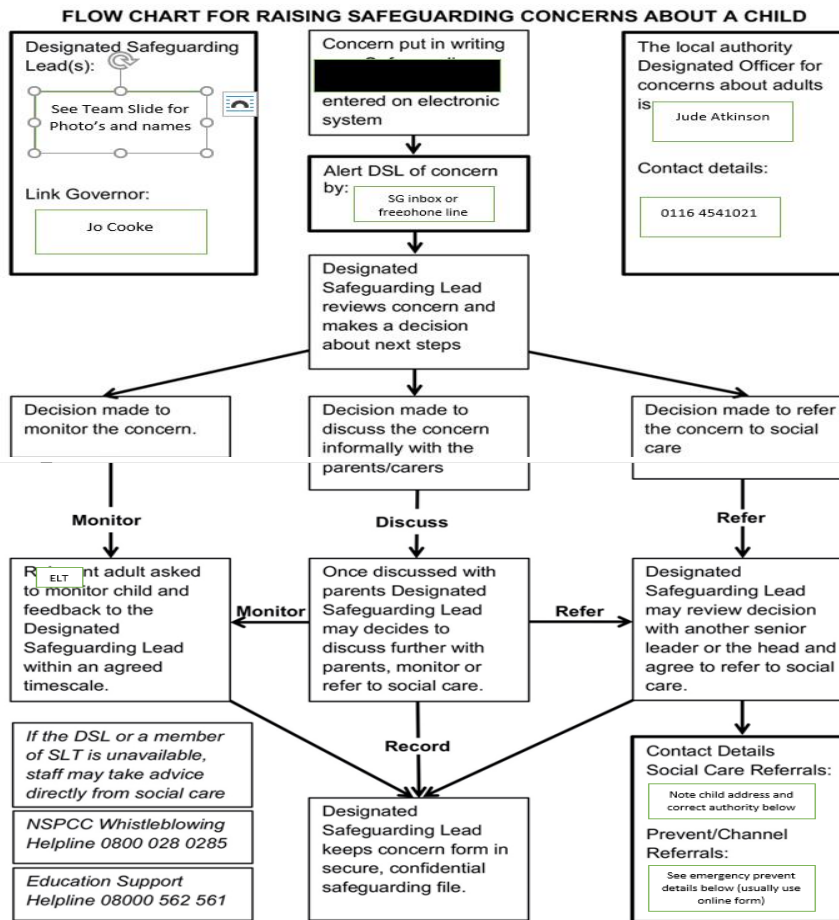 FLOW CHART FOR RAISING SAFEGUARDING CONCERNS ABOUT A CHILD
Designated Safeguarding
Lead(s):
See Team Slide for
Photo's and names
Link Governor:
Jo Cooke
Concern put in writing
entered on electronic
system
Alert DSL of concern
by:
SG inbox or
freephone line
The local authority
Designated Officer for
concerns about adults
is
Jude Atkinson
Contact details:
0116 4541021
Designated
Safeguarding Lead
reviews concern and
makes a decision
about next steps
Decision made to
monitor the concern.
Decision made to
discuss the concern
informally with the
parents/carers
Decision made to refer
the concern to social
care
Monitor
Discuss
Refer
ELT
adult asked
to monitor child and
feedback to the
Designated
Safeguarding Lead
within an agreed
timescale.
Monitor
Once discussed with
parents Designated
Safeguarding Lead
may decides to
discuss further with
parents, monitor or
refer to social care.
Refer
Designated
Safeguarding Lead
may review decision
with another senior
leader or the head and
agree to refer to social
care.
If the DSL or a member
of SLT is unavailable,
staff may take advice
directly from social care
NSPCC Whistleblowing
Helpline 0800 028 0285
Education Support
Helpline 08000 562 561
Record
Designated
Safeguarding Lead
keeps concern form in
secure, confidential
safeguarding file.
Contact Details
Social Care Referrals:
Note child address and
correct authority below
Prevent/Channel
Referrals:
See emergency prevent
details below (usually use
online form)